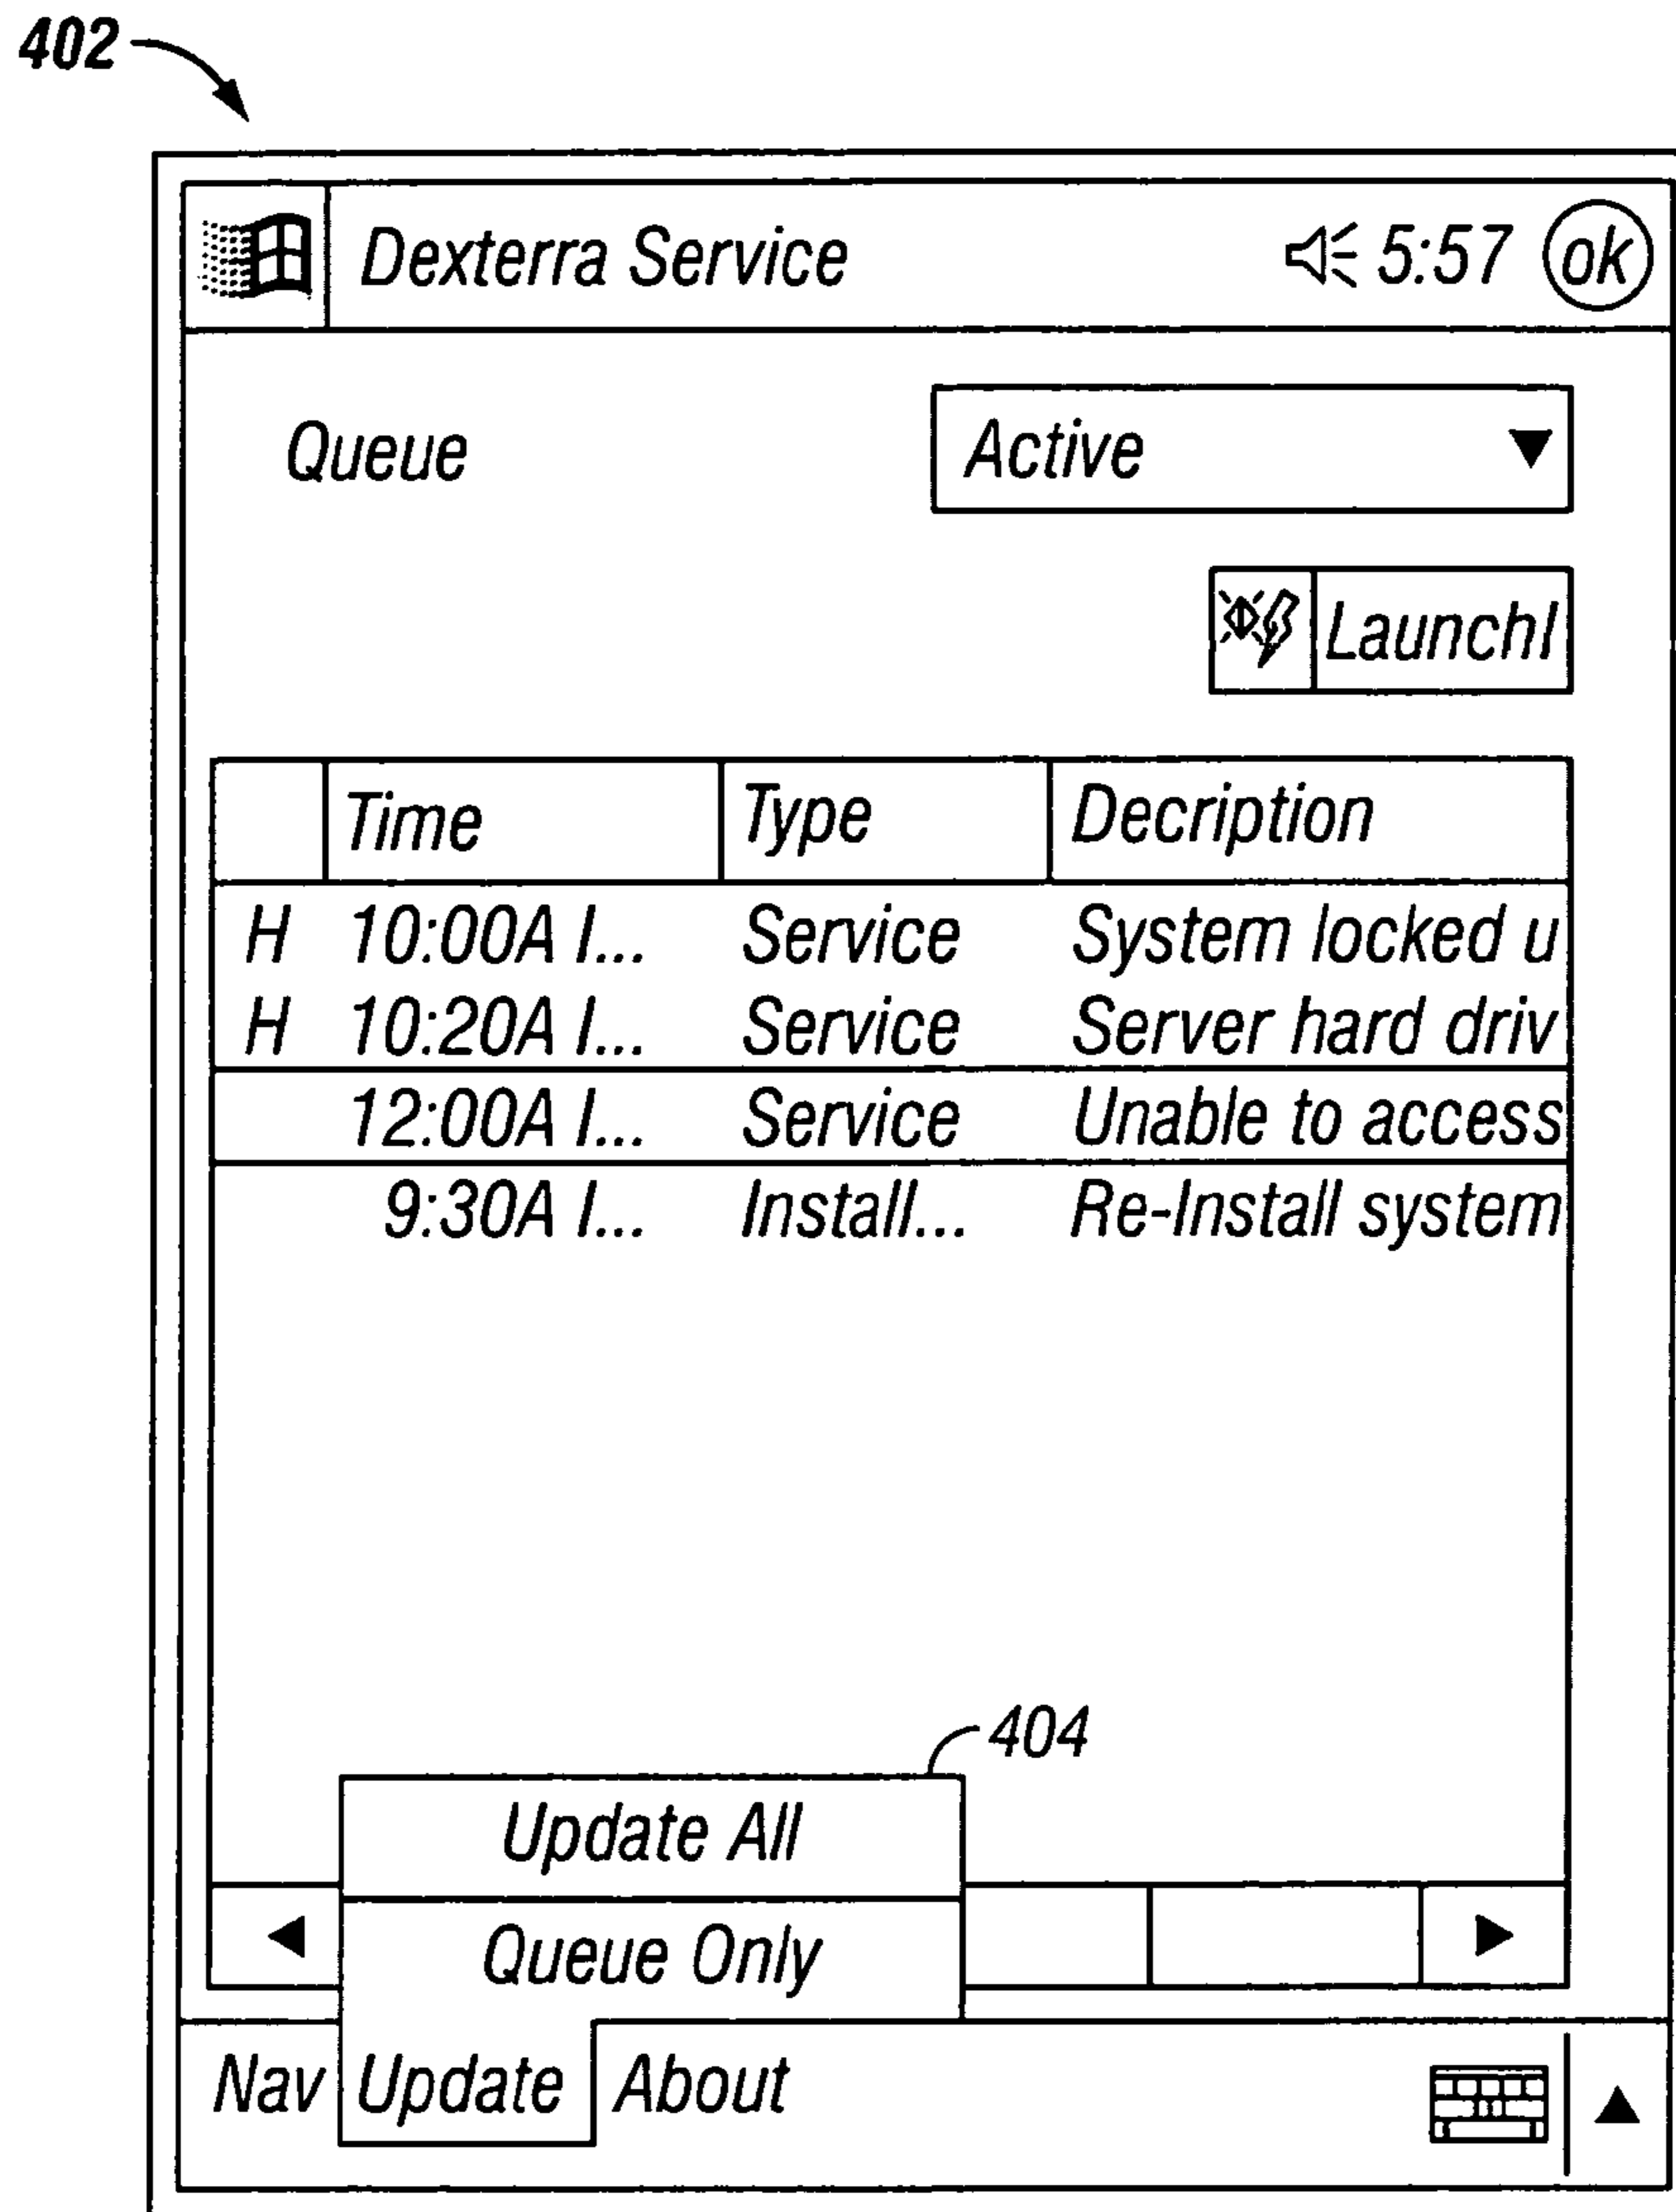 402
Dexterra Service 5:57 ok
Queue Active
Launch!
Time Type Decription
H 10:00A I... Service System locked u
H 10:20A I... Service Server hard driv
12:00A I... Service Unable to access
9:30A I... Install... Re-Install system
404
Update All
Queue Only
Nav Update About